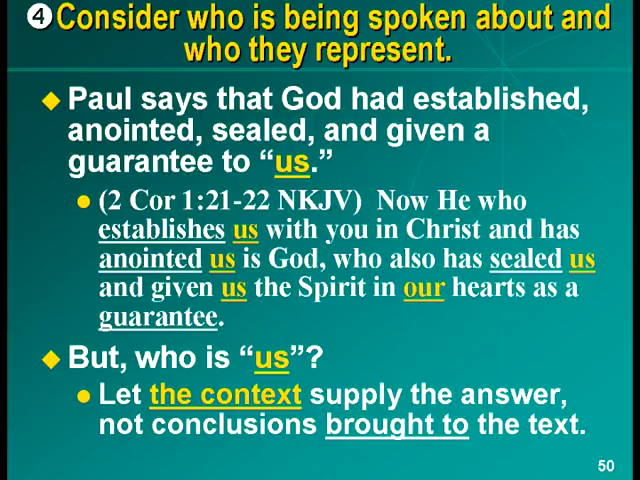 ❹Consider who is being spoken about and
who they represent.
◆ Paul says that God had established,
anointed, sealed, and given a
guarantee to “us.”
● (2 Cor 1:21-22 NKJV) Now He who
establishes us with you in Christ and has
anointed us is God, who also has sealed us
and given us the Spirit in our hearts as a
guarantee.
◆ But, who is “us”?
● Let the context supply the answer,
not conclusions brought to the text.
50